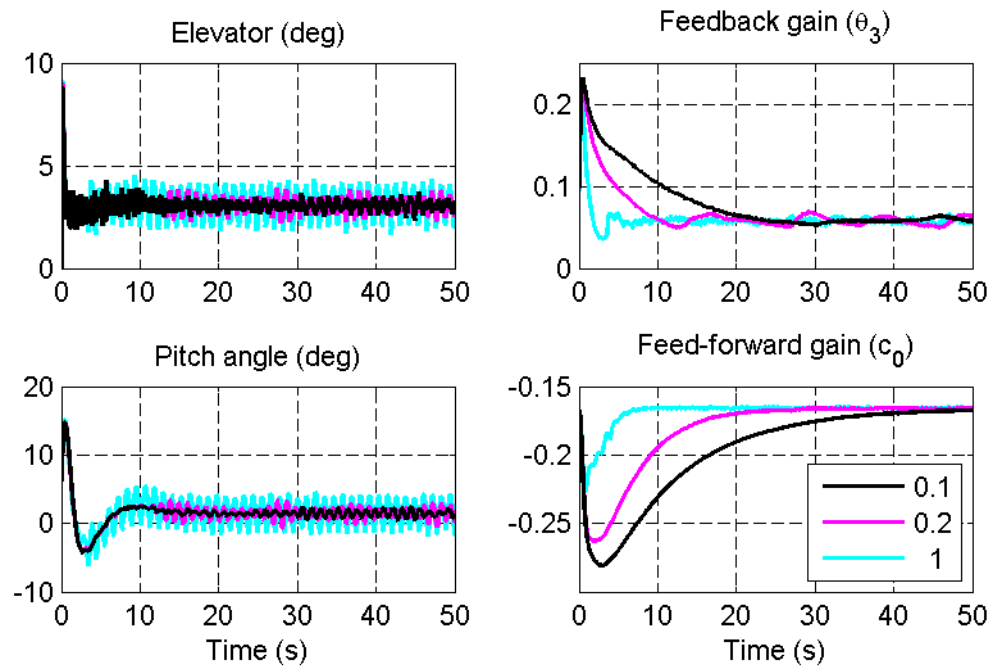 Elevator (deg)
10
5
0
0 10 20 30 40 50
Feedback gain (θ3)
0.2
0.1
0
0 10 20 30 40 50
Pitch angle (deg)
20
10
0
-10
0 10 20 30 40 50
Time (s)
Feed-forward gain (c0)
-0.15
-0.2
-0.25
0.1
0.2
1
0 10 20 30 40 50
Time (s)